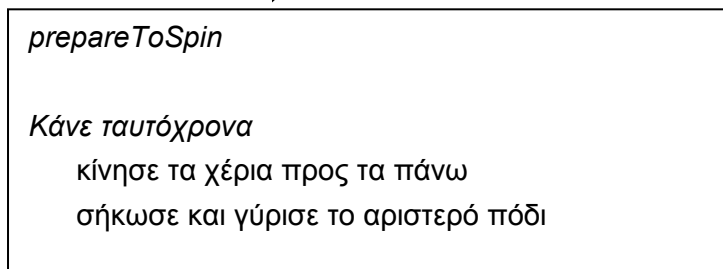 prepareToSpin
Κάνε ταυτόχρονα
κίνησε τα χέρια προς τα πάνω
σήκωσε και γύρισε το αριστερό πόδι